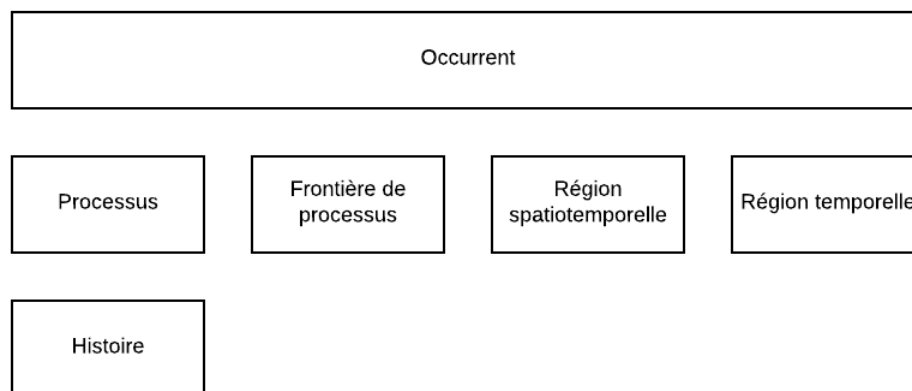 Occurrent
Processus
Frontière de
processus
Région
spatiotemporelle
Région temporelle
Histoire